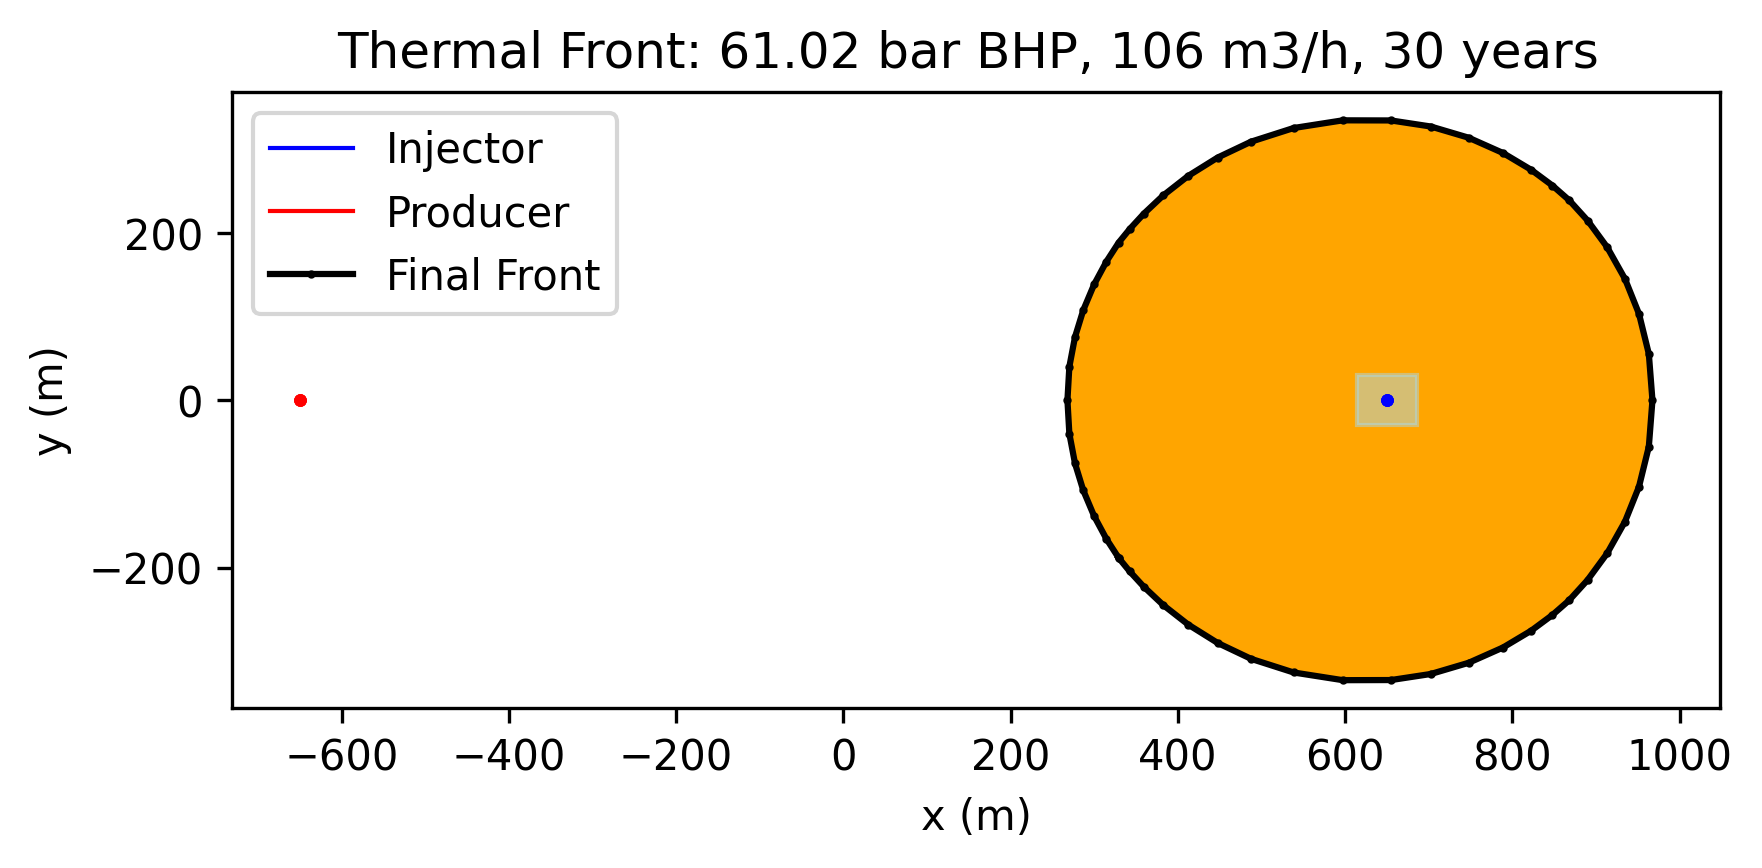 Thermal Front: 61.02 bar BHP, 106 m3/h, 30 years
Injector
Producer
Final Front
y (m)
200
0
−200
−600
−400
−200
0
200
400
600
800
1000
x (m)